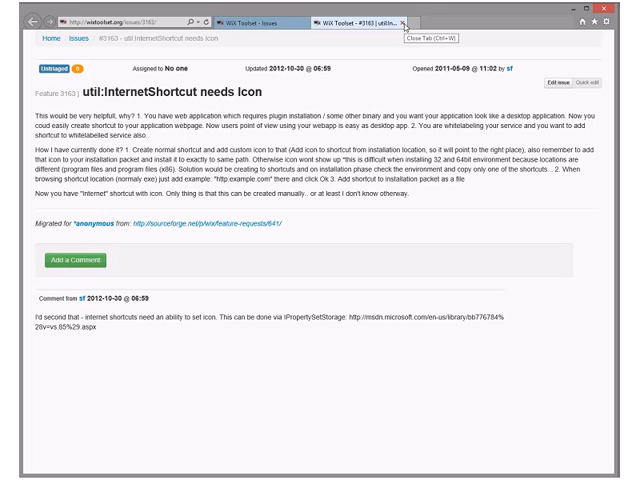 http://wixtoolset.org/issues/3163/
WiX Toolset - Issues
WiX Toolset - #3163 | util:In...
Close Tab (Ctrl+W)
Home / Issues / #3163 - util:InternetShortcut needs Icon
Untriaged 0 Assigned to No one Updated 2012-10-30 @ 06:59 Opened 2011-05-09 @ 11:02 by sf
Edit issue Quick edit
Feature 3163 | util:InternetShortcut needs Icon
This would be very helpfull, why? 1. You have web application which requires plugin installation / some other binary and you want your application look like a desktop application. Now you
coud easily create shortcut to your application webpage. Now users point of view using your webapp is easy as desktop app. 2. You are whitelabeling your service and you want to add
shortcut to whitelabelled service also..
How I have currently done it? 1. Create normal shortcut and add custom icon to that (Add icon to shortcut from installation location, so it will point to the right place), also remember to add
that icon to your installation packet and install it to exactly to same path. Otherwise icon wont show up *this is difficult when installing 32 and 64bit environment because locations are
different (program files and program files (x86). Solution would be creating to shortcuts and on installation phase check the environment and copy only one of the shortcuts... 2. When
browsing shortcut location (normaly exe) just add example: "http:example.com" there and click Ok 3. Add shortcut to installation packet as a file
Now you have "Internet" shortcut with icon. Only thing is that this can be created manually.. or at least I don't know otherway.
Migrated for *anonymous from: http://sourceforge.net/p/wix/feature-requests/641/
Add a Comment
Comment from sf 2012-10-30 @ 06:59
I'd second that - internet shortcuts need an ability to set icon. This can be done via IPropertySetStorage: http://msdn.microsoft.com/en-us/library/bb776784%
28v=vs.85%29.aspx